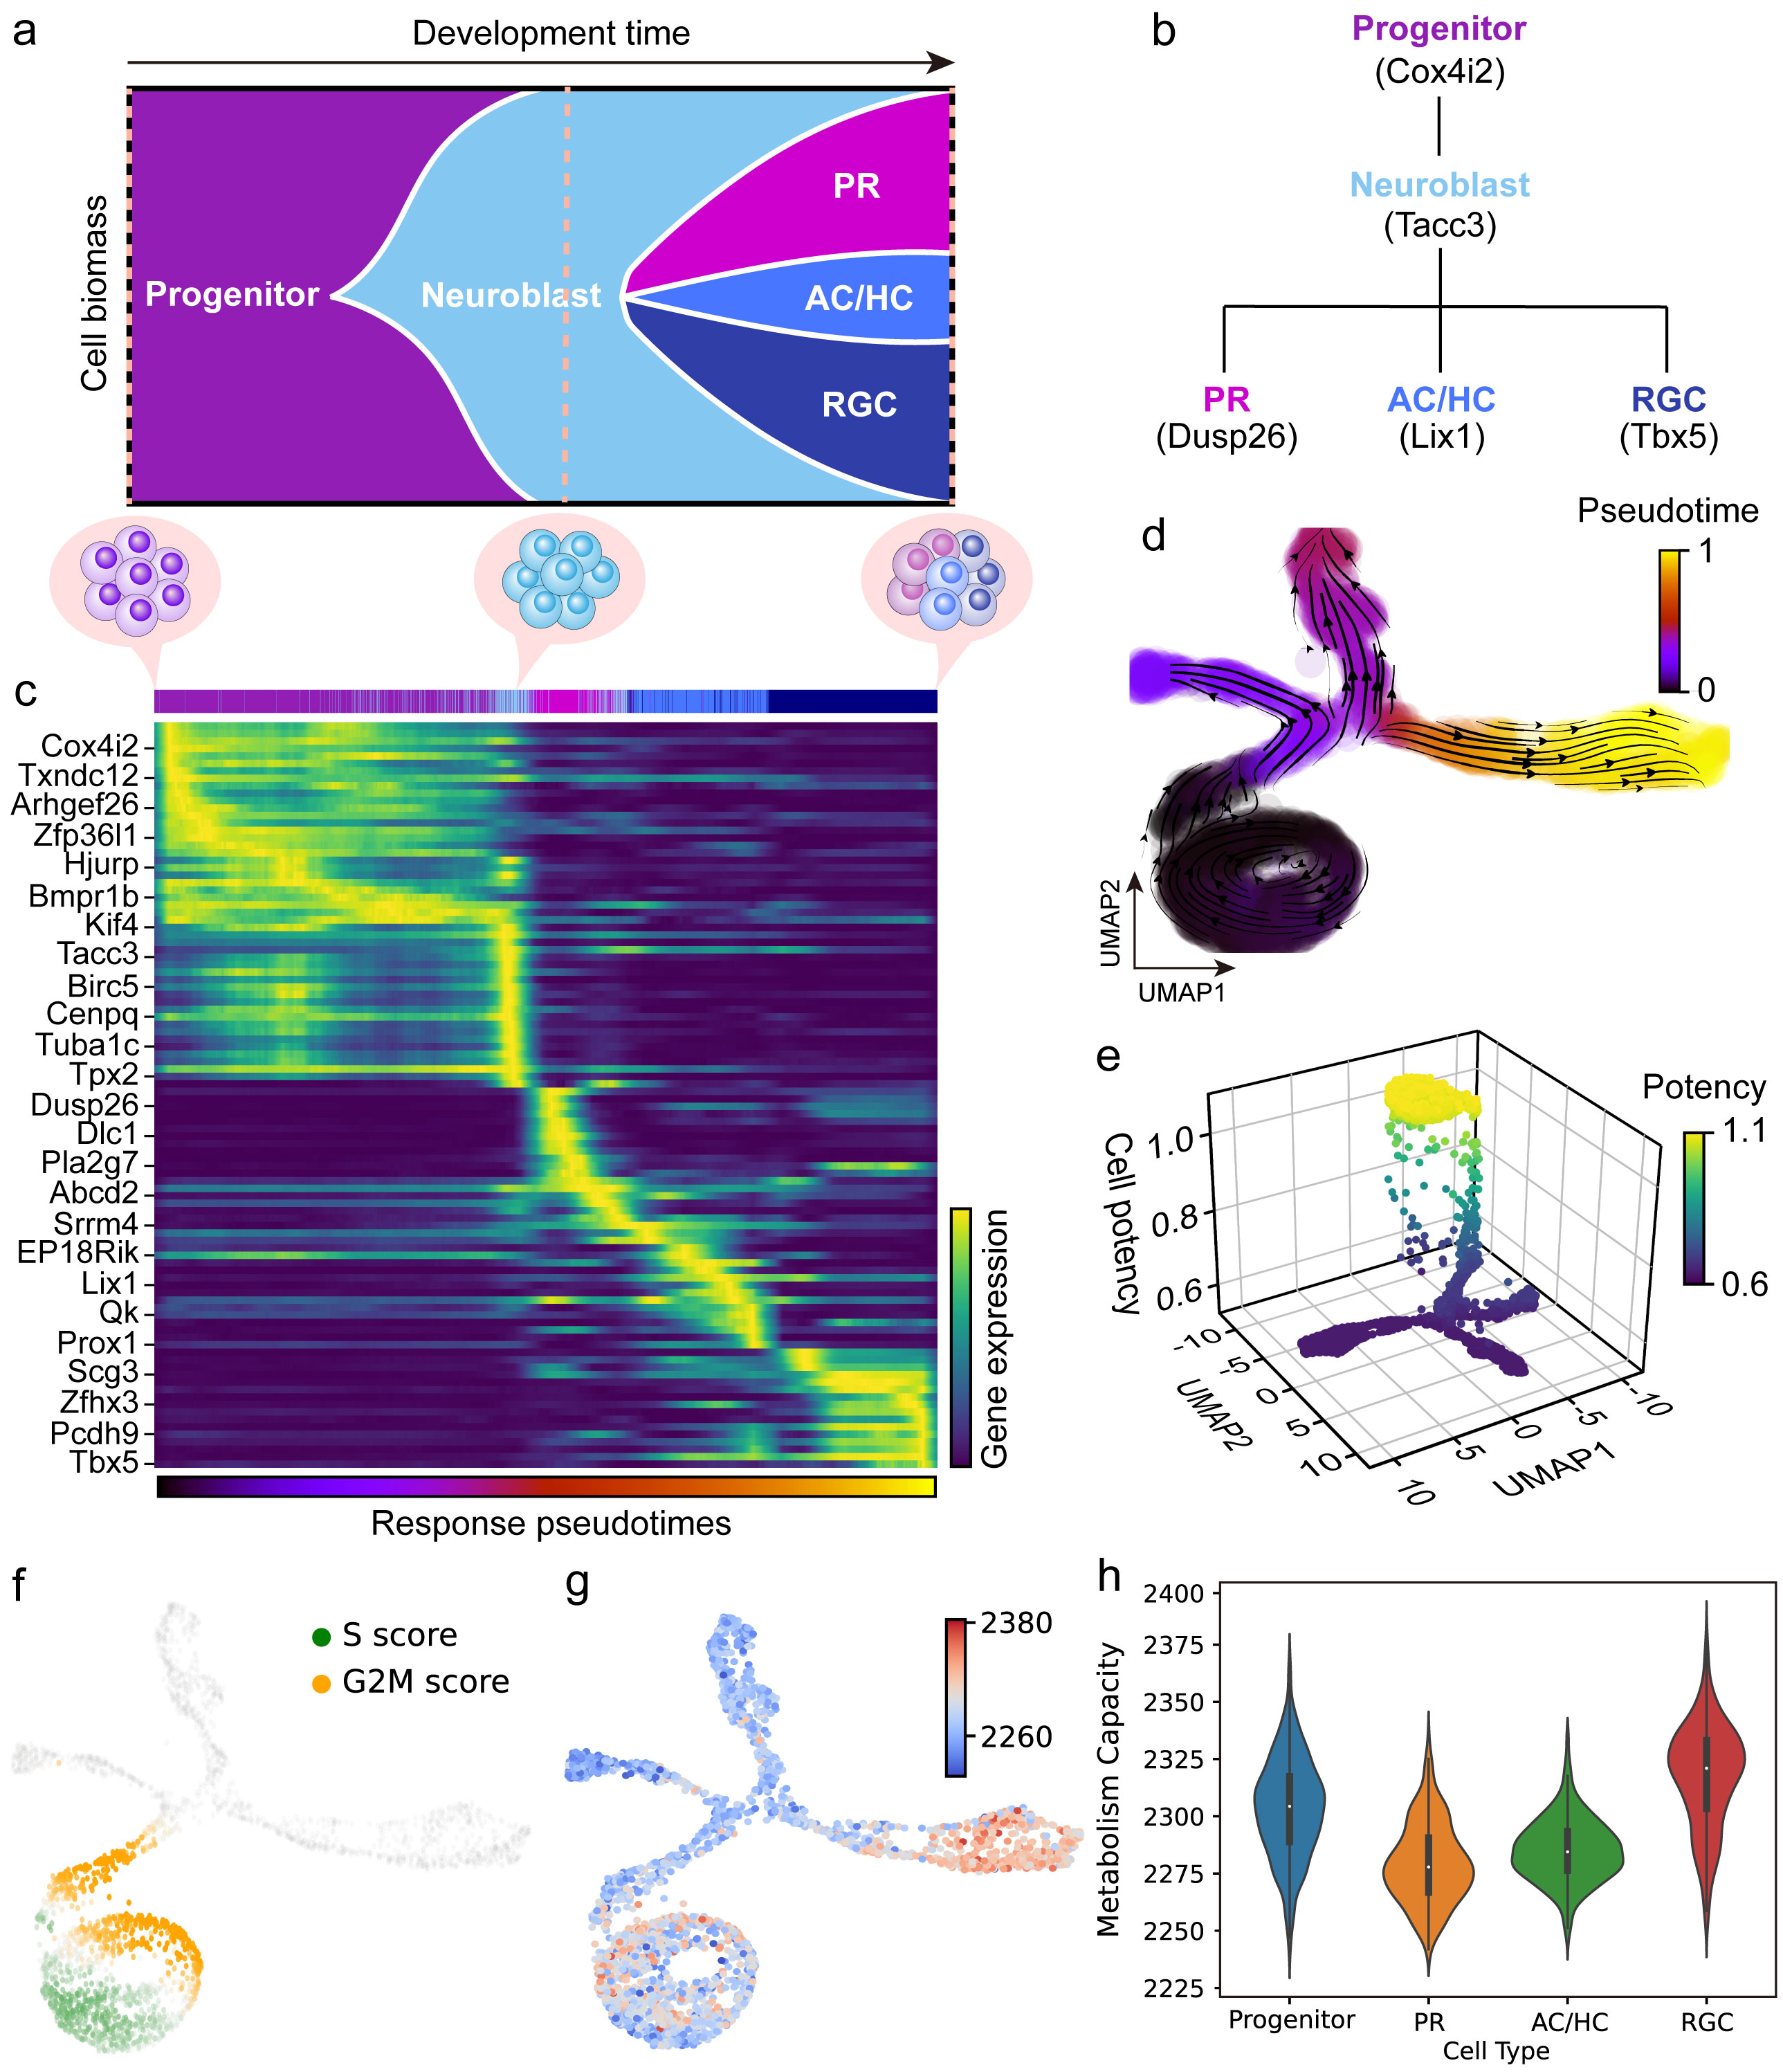 a
Development time
Cell biomass
Progenitor
Neuroblast
PR
AC/HC
RGC
b
Progenitor
(Cox4i2)
Neuroblast
(Tacc3)
PR
AC/HC
RGC
(Dusp26)
(Lix1)
(Tbx5)
c
Cox4i2
Txndc12
Arhgef26
Zfp36l1
Hjurp
Bmpr1b
Kif4
Tacc3
Birc5
Cenpq
Tuba1c
Tpx2
Dusp26
Dlc1
Pla2g7
Abcd2
Srrm4
EP18Rik
Lix1
Qk
Prox1
Scg3
Zfhx3
Pcdh9
Tbx5
Gene expression
Response pseudotimes
d
Pseudotime
1
0
UMAP2
UMAP1
e
Potency
1.1
0.6
Cell potency
1.0
0.8
0.6
-10
-5
0
5
10
UMAP2
10
5
0
-5
-10
UMAP1
f
S score
G2M score
g
2380
2260
h
Metabolism Capacity
2400
2375
2350
2325
2300
2275
2250
2225
Progenitor
PR
AC/HC
RGC
Cell Type